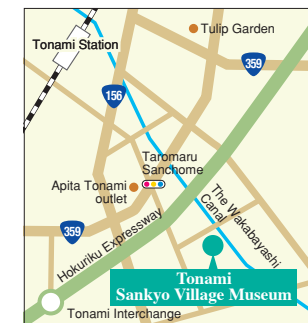 Tulip Garden
Tonami Station
359
156
Taromaru
Sanchome
Apita Tonami
outlet
The Wakabayashi
Canal
359
Hokuriku Expressway
Tonami
Sankyo Village Museum
Tonami Interchange